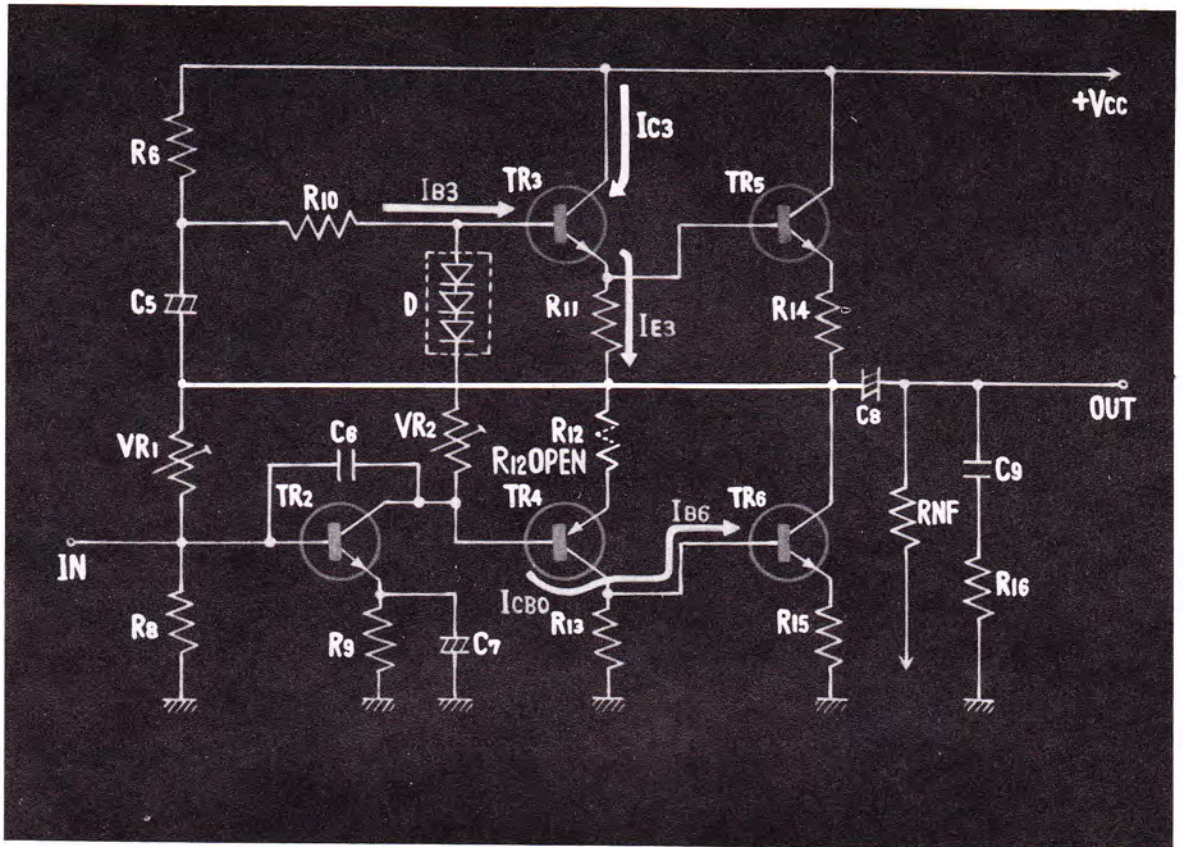 +VCC
IC3
R6
TR3
TR5
IB3
R10
C5
D
R11
IE3
R14
C8
OUT
VR1
C6
VR2
R12
R12OPEN
TR2
TR4
IB6
TR6
RNF
C9
IN
ICBO
R16
R8
R9
C7
R13
R15